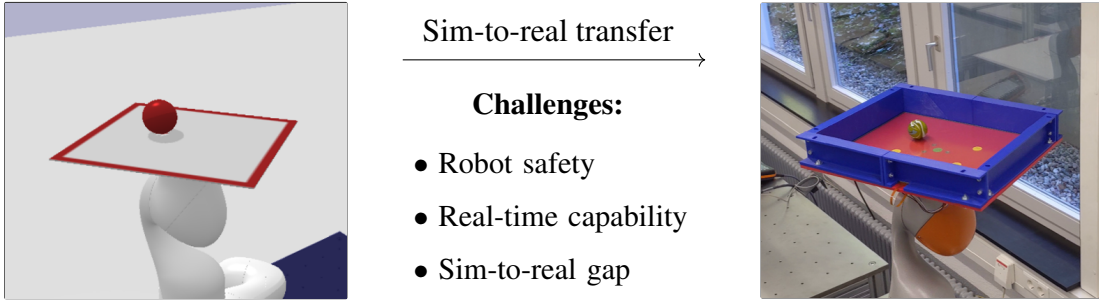 Sim-to-real transfer
Challenges:
• Robot safety
• Real-time capability
• Sim-to-real gap